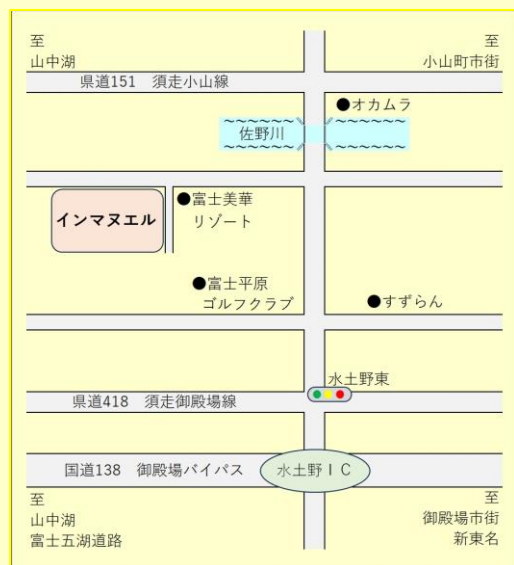 至
山中湖
至
小山町市街
県道151 須走小山線
●オカムラ
佐野川
インマヌエル
●富士美華
リゾート
●富士平原
ゴルフクラブ
●すずらん
水土野東
県道418 須走御殿場線
国道138 御殿場バイパス
水土野IC
至
山中湖
富士五湖道路
至
御殿場市街
新東名